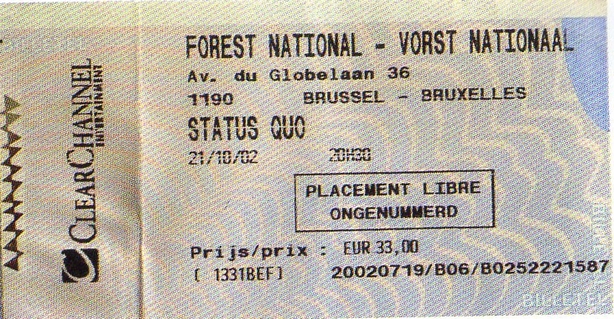 FOREST NATIONAL - VORST NATIONAAL
Av. du Globelaan 36
1190 BRUSSEL - BRUXELLES
STATUS QUO
21/10/02 20H30
PLACEMENT LIBRE
ONGENUMMERD
Prijs/prix : EUR 33,00
( 1331BEF) 20020719/B06/B0252221587
CLEARCHANNEL
ENTERTAINMENT
BILLETEL